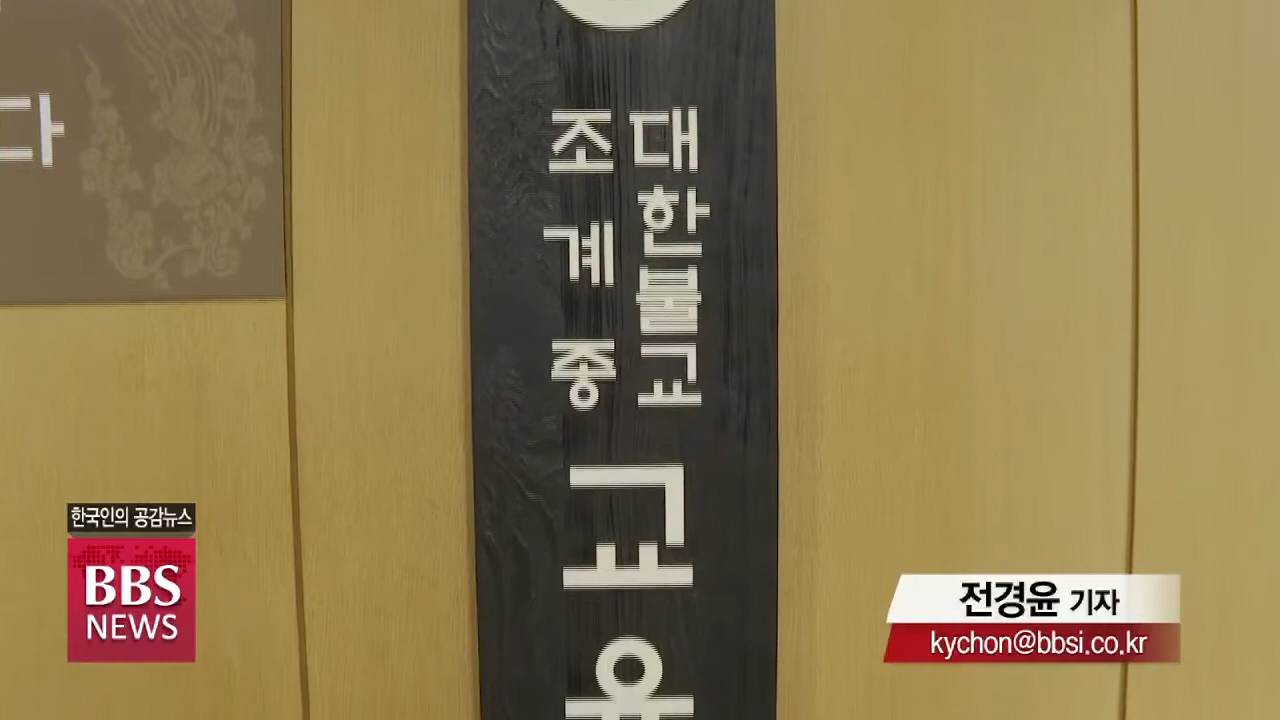 다
대한불교
조계종
교
한국인의 공감뉴스
BBS
NEWS
전경윤 기자
kychon@bbsi.co.kr